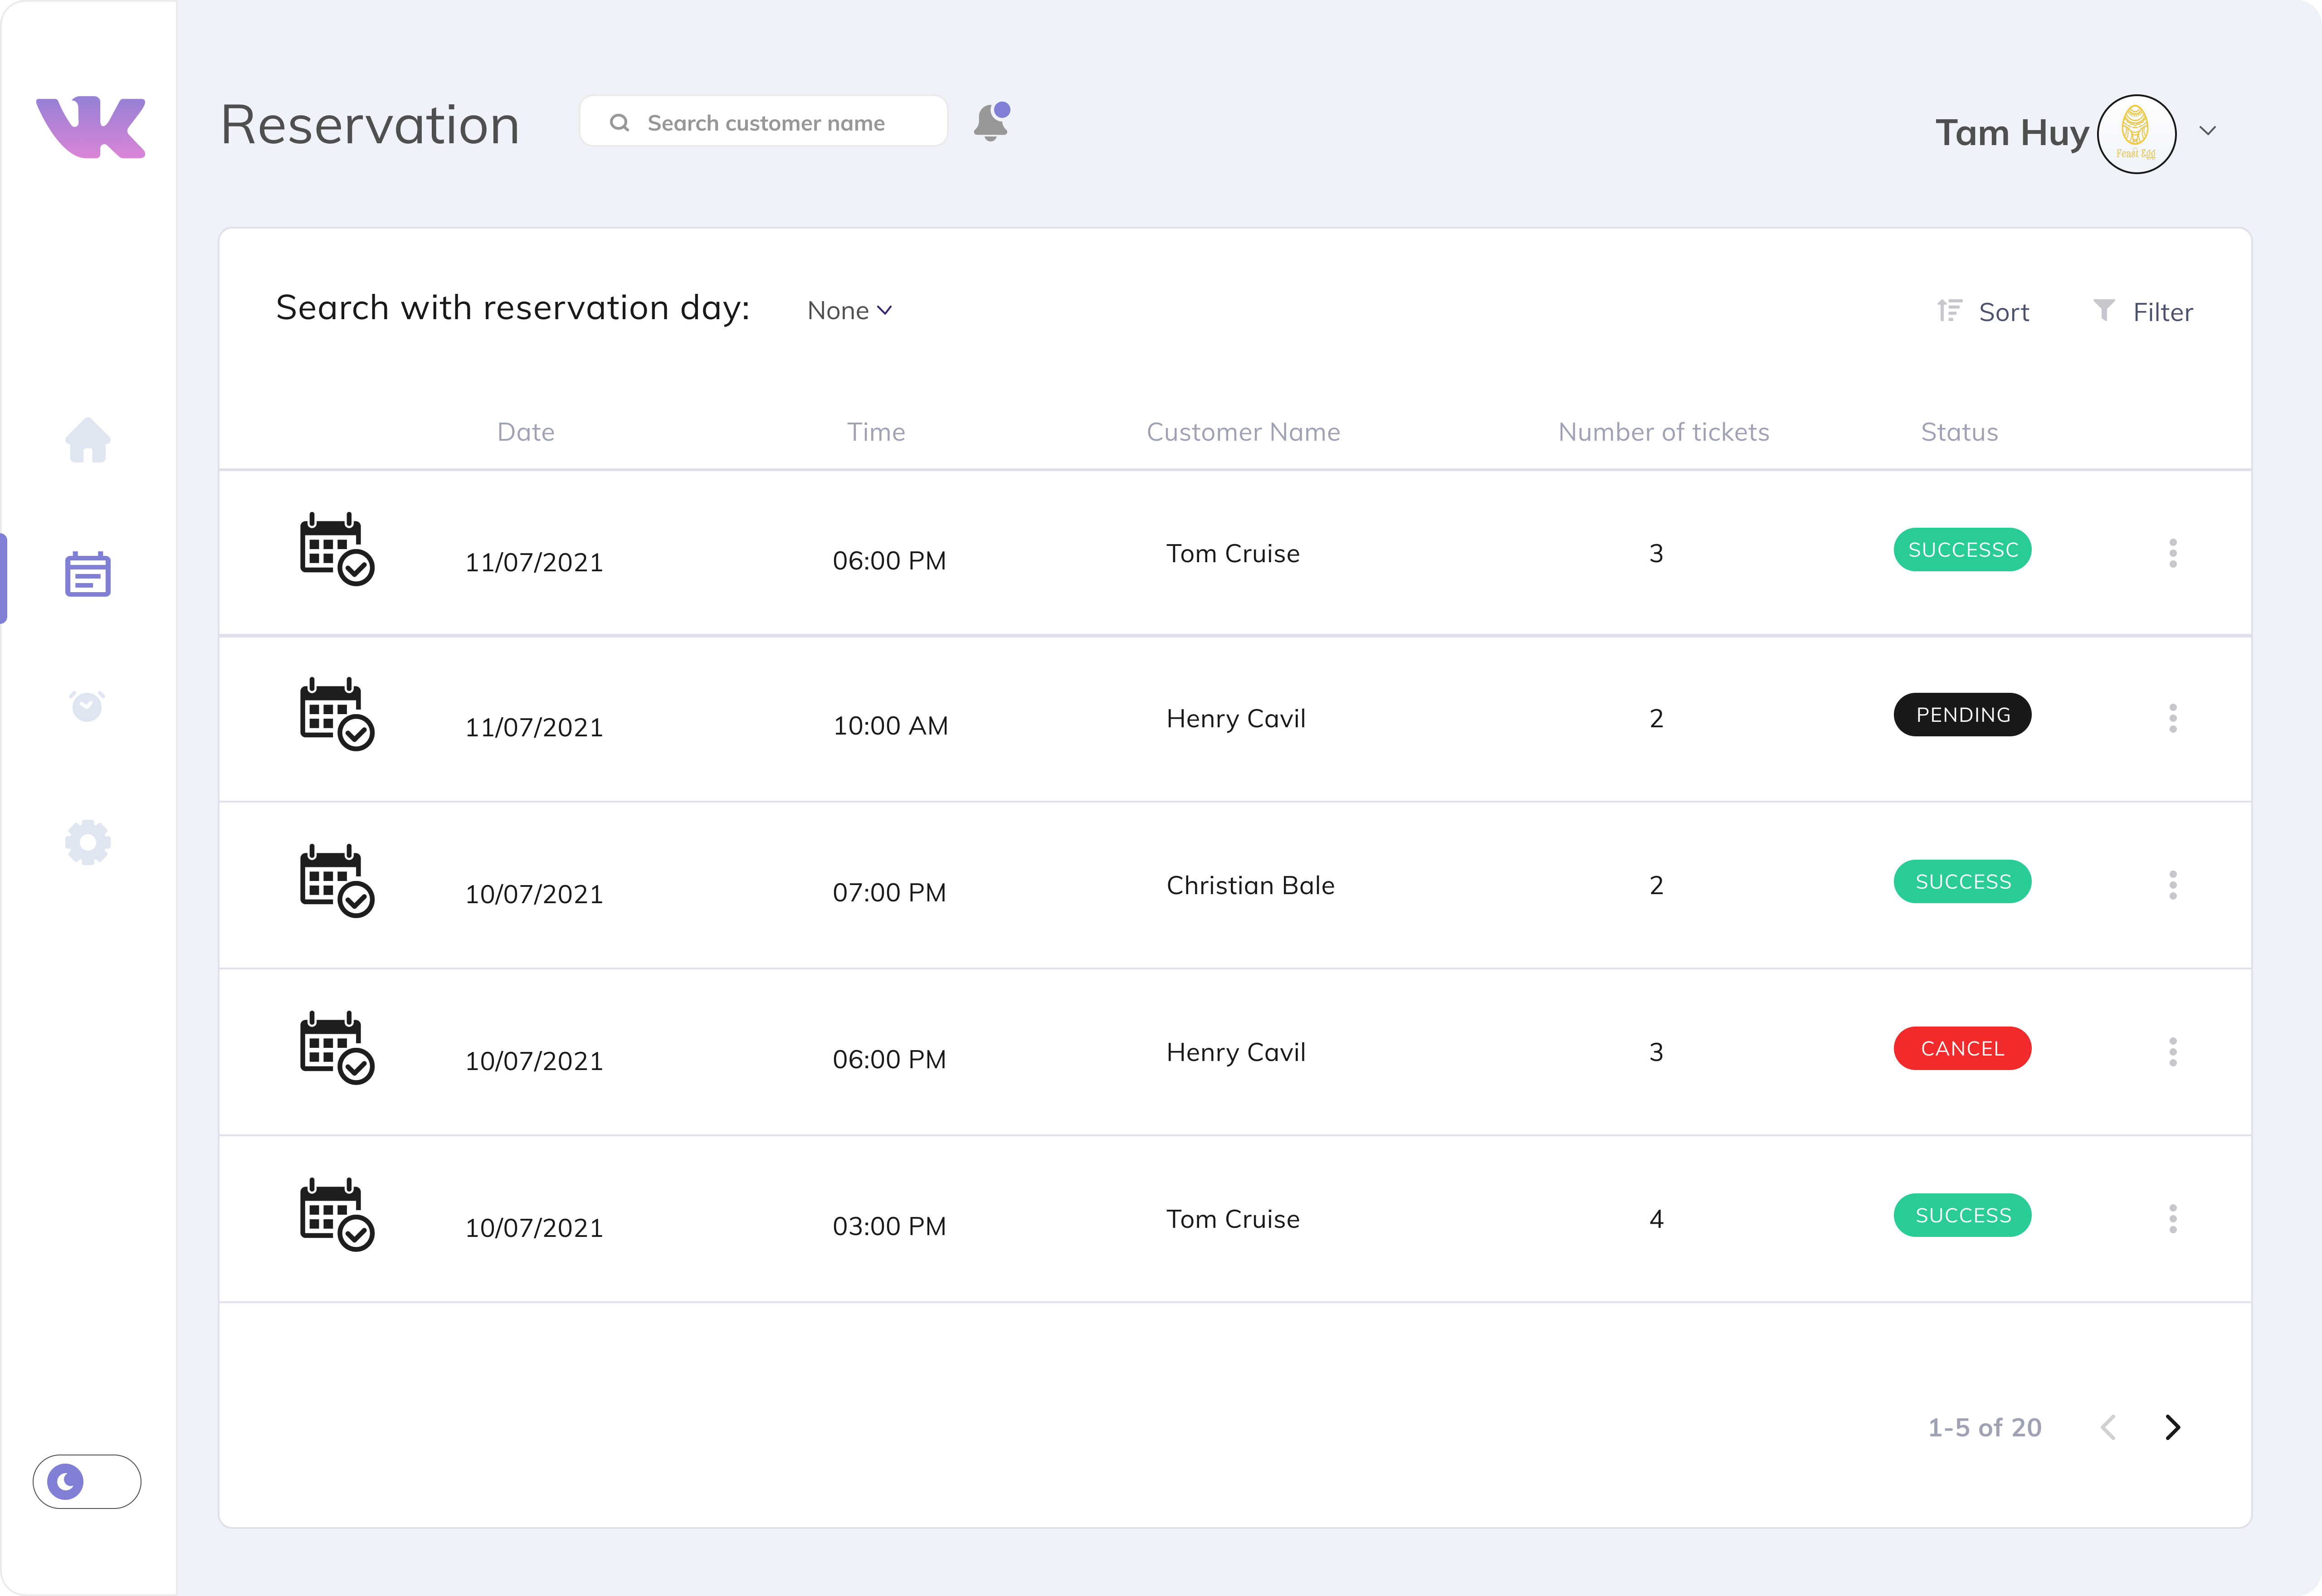 Reservation
Search customer name
Tam Huy
Feast Egg
Search with reservation day:
None
Sort
Filter
Date Time Customer Name Number of tickets Status
11/07/2021 06:00 PM Tom Cruise 3 SUCCESSC
11/07/2021 10:00 AM Henry Cavil 2 PENDING
10/07/2021 07:00 PM Christian Bale 2 SUCCESS
10/07/2021 06:00 PM Henry Cavil 3 CANCEL
10/07/2021 03:00 PM Tom Cruise 4 SUCCESS
1-5 of 20